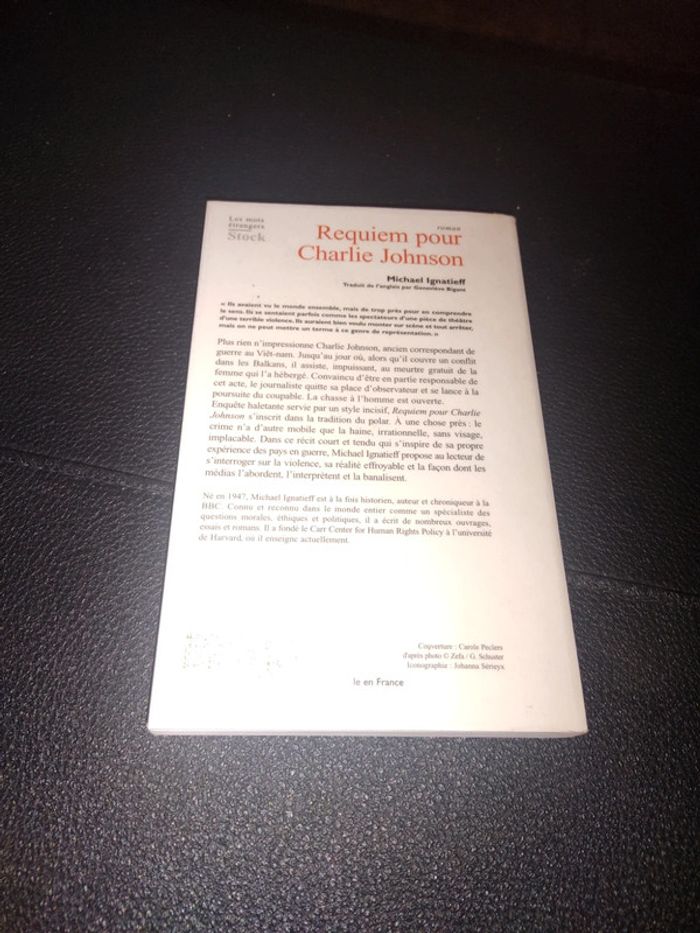 Les mots
étrangers
Stock
roman
Requiem pour
Charlie Johnson
Michael Ignatieff
Traduit de l'anglais par Geneviève Bigant
« Ils avaient vu le monde ensemble, mais de trop près pour en comprendre
le sens. Ils se sentaient parfois comme les spectateurs d'une pièce de théâtre
d'une terrible violence. Ils auraient bien voulu monter sur scène et tout arrêter,
mais on ne peut mettre un terme à ce genre de représentation. »
Plus rien n'impressionne Charlie Johnson, ancien correspondant de
guerre au Viêt-nam. Jusqu'au jour où, alors qu'il couvre un conflit
dans les Balkans, il assiste, impuissant, au meurtre gratuit de la
femme qui l'a hébergé. Convaincu d'être en partie responsable de
cet acte, le journaliste quitte sa place d'observateur et se lance à la
poursuite du coupable. La chasse à l'homme est ouverte.
Enquête haletante servie par un style incisif, Requiem pour Charlie
Johnson s'inscrit dans la tradition du polar. À une chose près : le
crime n'a d'autre mobile que la haine, irrationnelle, sans visage,
implacable. Dans ce récit court et tendu qui s'inspire de sa propre
expérience des pays en guerre, Michael Ignatieff propose au lecteur de
s'interroger sur la violence, sa réalité effroyable et la façon dont les
médias l'abordent, l'interprètent et la banalisent.
Né en 1947, Michael Ignatieff est à la fois historien, auteur et chroniqueur à la
BBC. Connu et reconnu dans le monde entier comme un spécialiste des
questions morales, éthiques et politiques, il a écrit de nombreux ouvrages,
essais et romans. Il a fondé le Carr Center for Human Rights Policy à l'université
de Harvard, où il enseigne actuellement.
Couverture : Carole Peclers
d'après photo © Zefa / G. Schuster
Iconographie : Johanna Sérieyx
le en France